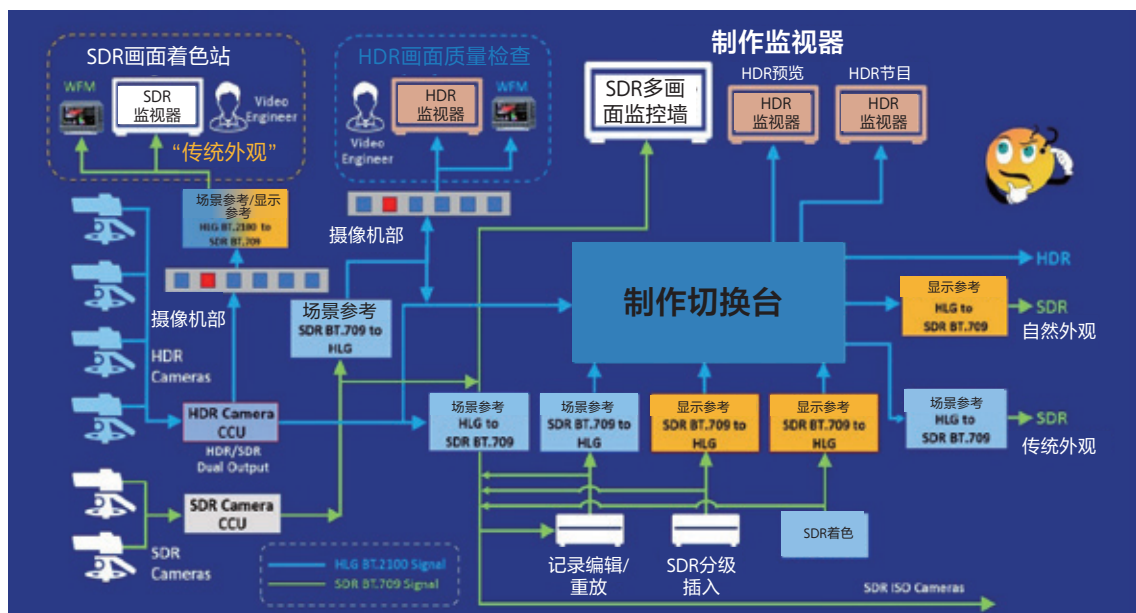 SDR画面着色站
WFM
SDR
监视器
Video
Engineer
“传统外观”
HDR画面质量检查
Video
Engineer
HDR
监视器
WFM
制作监视器
SDR多画
面监控墙
HDR预览
HDR
监视器
HDR节目
HDR
监视器
场景参考/显示
参考
HLG BT.2100 to
SDR BT.709
摄像机部
摄像机部
HDR
Cameras
场景参考
SDR BT.709 to
HLG
制作切换台
HDR
显示参考
HLG to
SDR BT.709
SDR
自然外观
HDR Camera
CCU
HDR/SDR
Dual Output
场景参考
HLG to
SDR BT.709
场景参考
SDR BT.709 to
HLG
显示参考
SDR BT.709 to
HLG
显示参考
SDR BT.709 to
HLG
场景参考
HLG to
SDR BT.709
SDR
传统外观
SDR Camera
CCU
SDR
Cameras
记录编辑/
重放
SDR分级
插入
SDR着色
HLG BT.2100 Signal
SDR BT.709 Signal
SDR ISO Cameras